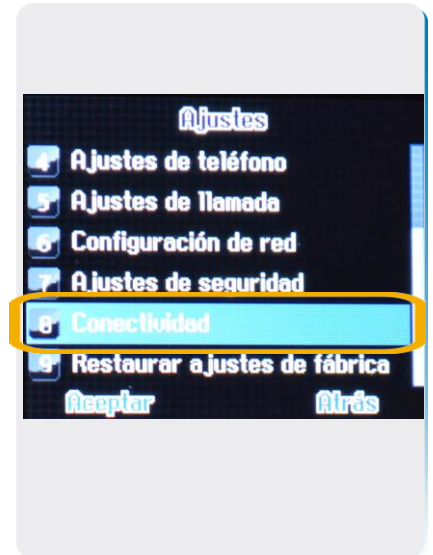 Ajustes
4 Ajustes de teléfono
5 Ajustes de llamada
6 Configuración de red
7 Ajustes de seguridad
8 Conectividad
9 Restaurar ajustes de fábrica
Aceptar Atrás